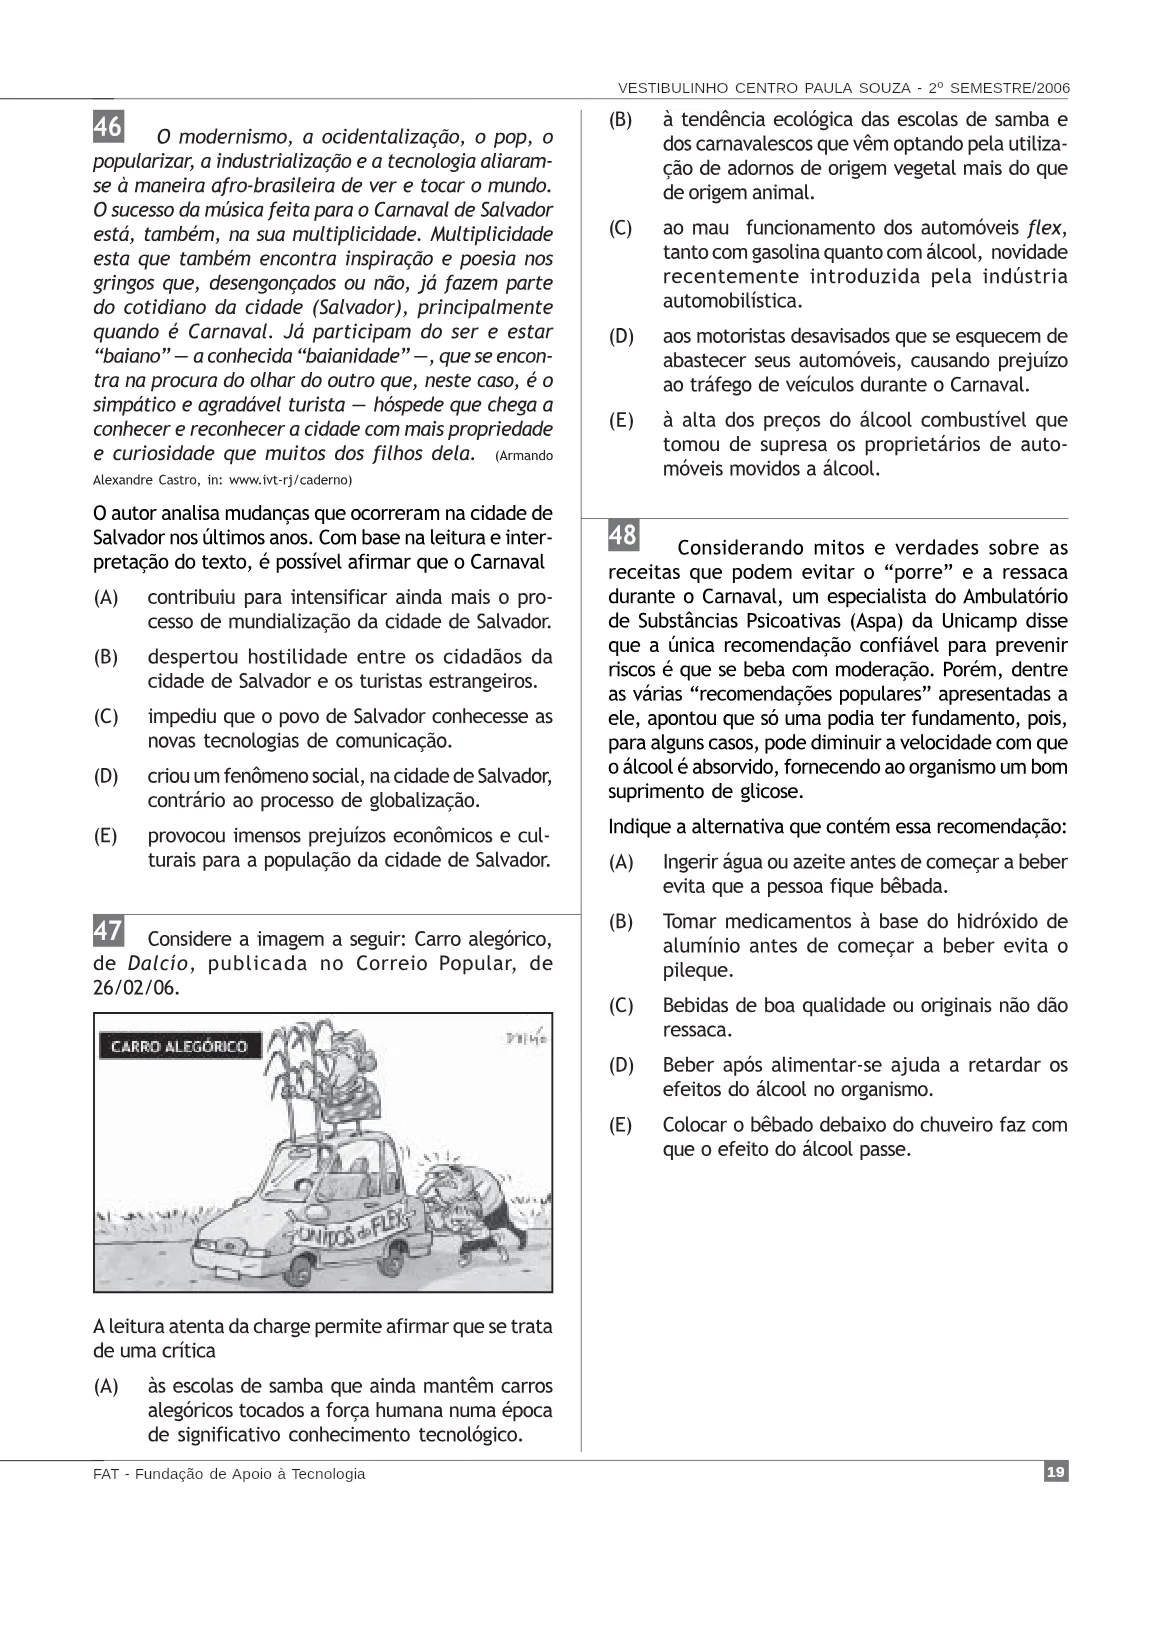 VESTIBULINHO CENTRO PAULA SOUZA - 2º SEMESTRE/2006
46 O modernismo, a ocidentalização, o pop, o
popularizar, a industrialização e a tecnologia aliaram-
se à maneira afro-brasileira de ver e tocar o mundo.
O sucesso da música feita para o Carnaval de Salvador
está, também, na sua multiplicidade. Multiplicidade
esta que também encontra inspiração e poesia nos
gringos que, desengonçados ou não, já fazem parte
do cotidiano da cidade (Salvador), principalmente
quando é Carnaval. Já participam do ser e estar
“baiano” — a conhecida “baianidade” —, que se encon-
tra na procura do olhar do outro que, neste caso, é o
simpático e agradável turista — hóspede que chega a
conhecer e reconhecer a cidade com mais propriedade
e curiosidade que muitos dos filhos dela. (Armando
Alexandre Castro, in: www.ivt-rj/caderno)
O autor analisa mudanças que ocorreram na cidade de
Salvador nos últimos anos. Com base na leitura e inter-
pretação do texto, é possível afirmar que o Carnaval
(A) contribuiu para intensificar ainda mais o pro-
cesso de mundialização da cidade de Salvador.
(B) despertou hostilidade entre os cidadãos da
cidade de Salvador e os turistas estrangeiros.
(C) impediu que o povo de Salvador conhecesse as
novas tecnologias de comunicação.
(D) criou um fenômeno social, na cidade de Salvador,
contrário ao processo de globalização.
(E) provocou imensos prejuízos econômicos e cul-
turais para a população da cidade de Salvador.
47 Considere a imagem a seguir: Carro alegórico,
de Dalcío, publicada no Correio Popular, de
26/02/06.
CARRO ALEGÓRICO
UNIDOS do FLEX
A leitura atenta da charge permite afirmar que se trata
de uma crítica
(A) às escolas de samba que ainda mantêm carros
alegóricos tocados a força humana numa época
de significativo conhecimento tecnológico.
(B) à tendência ecológica das escolas de samba e
dos carnavalescos que vêm optando pela utiliza-
ção de adornos de origem vegetal mais do que
de origem animal.
(C) ao mau funcionamento dos automóveis flex,
tanto com gasolina quanto com álcool, novidade
recentemente introduzida pela indústria
automobilística.
(D) aos motoristas desavisados que se esquecem de
abastecer seus automóveis, causando prejuízo
ao tráfego de veículos durante o Carnaval.
(E) à alta dos preços do álcool combustível que
tomou de supresa os proprietários de auto-
móveis movidos a álcool.
48 Considerando mitos e verdades sobre as
receitas que podem evitar o “porre” e a ressaca
durante o Carnaval, um especialista do Ambulatório
de Substâncias Psicoativas (Aspa) da Unicamp disse
que a única recomendação confiável para prevenir
riscos é que se beba com moderação. Porém, dentre
as várias “recomendações populares” apresentadas a
ele, apontou que só uma podia ter fundamento, pois,
para alguns casos, pode diminuir a velocidade com que
o álcool é absorvido, fornecendo ao organismo um bom
suprimento de glicose.
Indique a alternativa que contém essa recomendação:
(A) Ingerir água ou azeite antes de começar a beber
evita que a pessoa fique bêbada.
(B) Tomar medicamentos à base do hidróxido de
alumínio antes de começar a beber evita o
pileque.
(C) Bebidas de boa qualidade ou originais não dão
ressaca.
(D) Beber após alimentar-se ajuda a retardar os
efeitos do álcool no organismo.
(E) Colocar o bêbado debaixo do chuveiro faz com
que o efeito do álcool passe.
FAT - Fundação de Apoio à Tecnologia
19